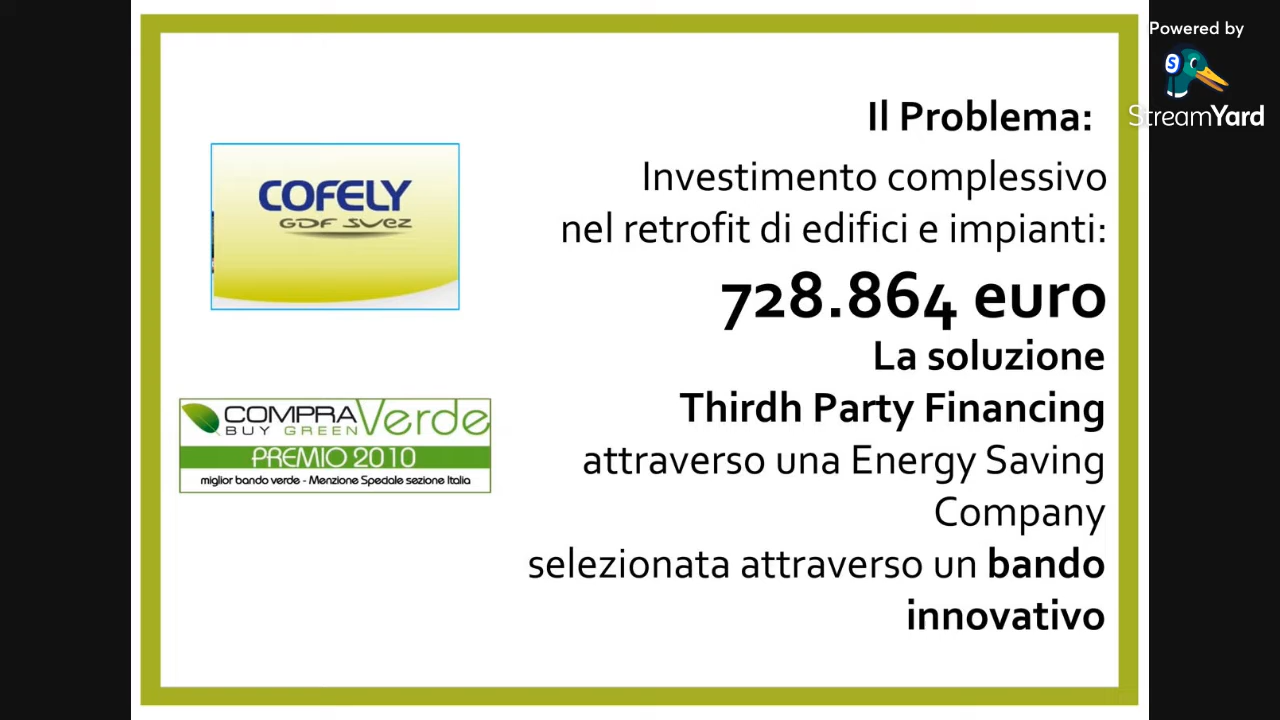 Powered by
StreamYard
COFELY
GDF SUEZ
COMPRAVerde
BUY GREEN
PREMIO 2010
miglior bando verde - Menzione Speciale sezione Italia
Il Problema:
Investimento complessivo
nel retrofit di edifici e impianti:
728.864 euro
La soluzione
Thirdh Party Financing
attraverso una Energy Saving
Company
selezionata attraverso un bando
innovativo